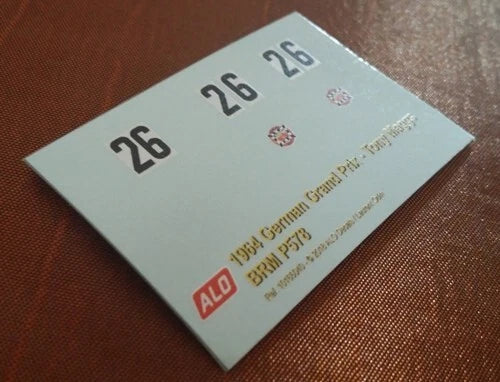 26 26 26
1964 German Grand Prix - Tony Maggs
BRM P578
ALO